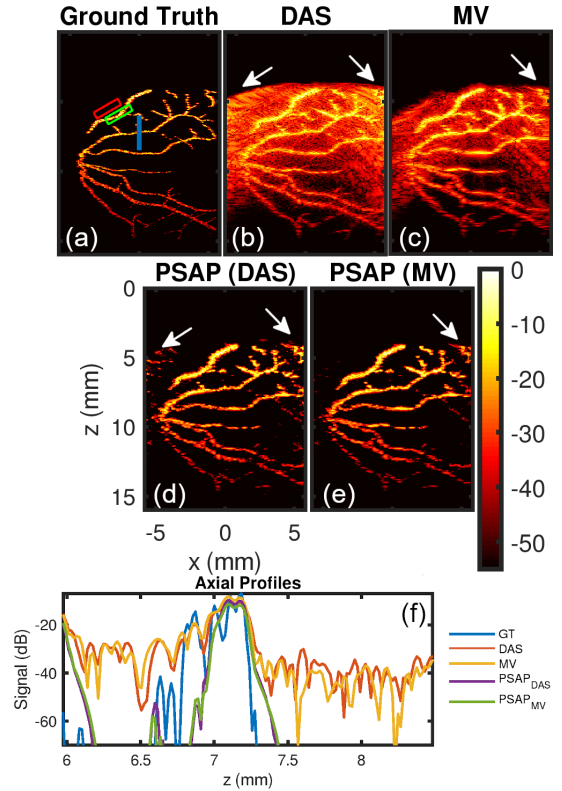 Ground Truth
DAS
MV
(a)
(b)
(c)
PSAP (DAS)
PSAP (MV)
0
5
10
15
z (mm)
(d)
(e)
-5
0
5
x (mm)
0
-10
-20
-30
-40
-50
Axial Profiles
(f)
-20
-40
-60
Signal (dB)
6
6.5
7
7.5
8
z (mm)
GT
DAS
MV
PSAP_DAS
PSAP_MV